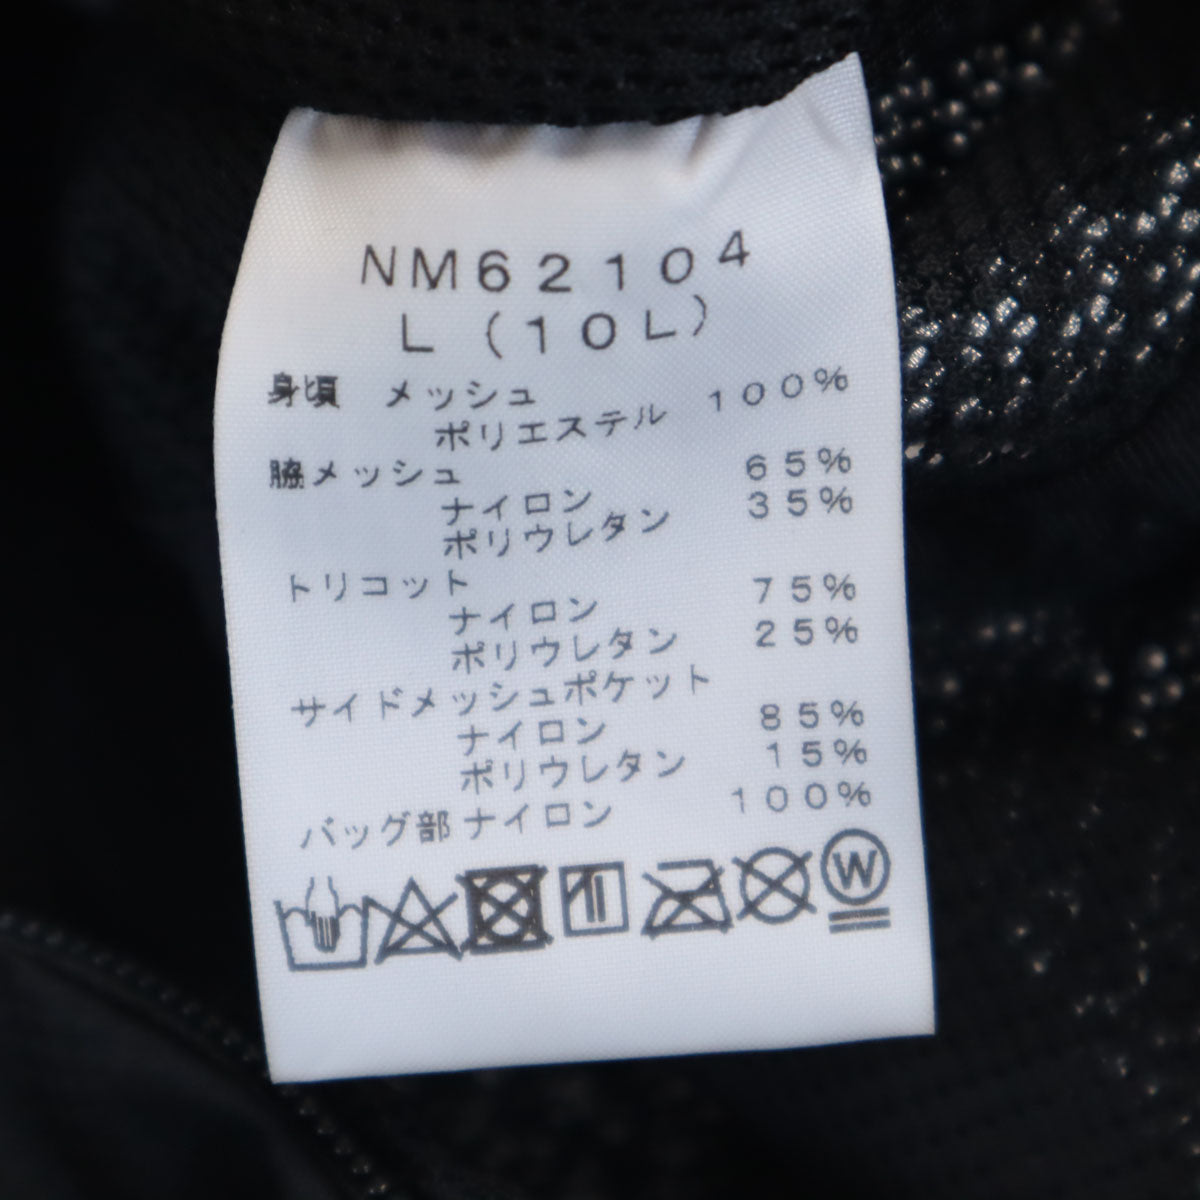 NM62104
L(10L)
身頃 メッシュ
ポリエステル 100%
脇メッシュ
ナイロン 65%
ポリウレタン 35%
トリコット
ナイロン 75%
ポリウレタン 25%
サイドメッシュポケット
ナイロン 85%
ポリウレタン 15%
バッグ部 ナイロン 100%
W